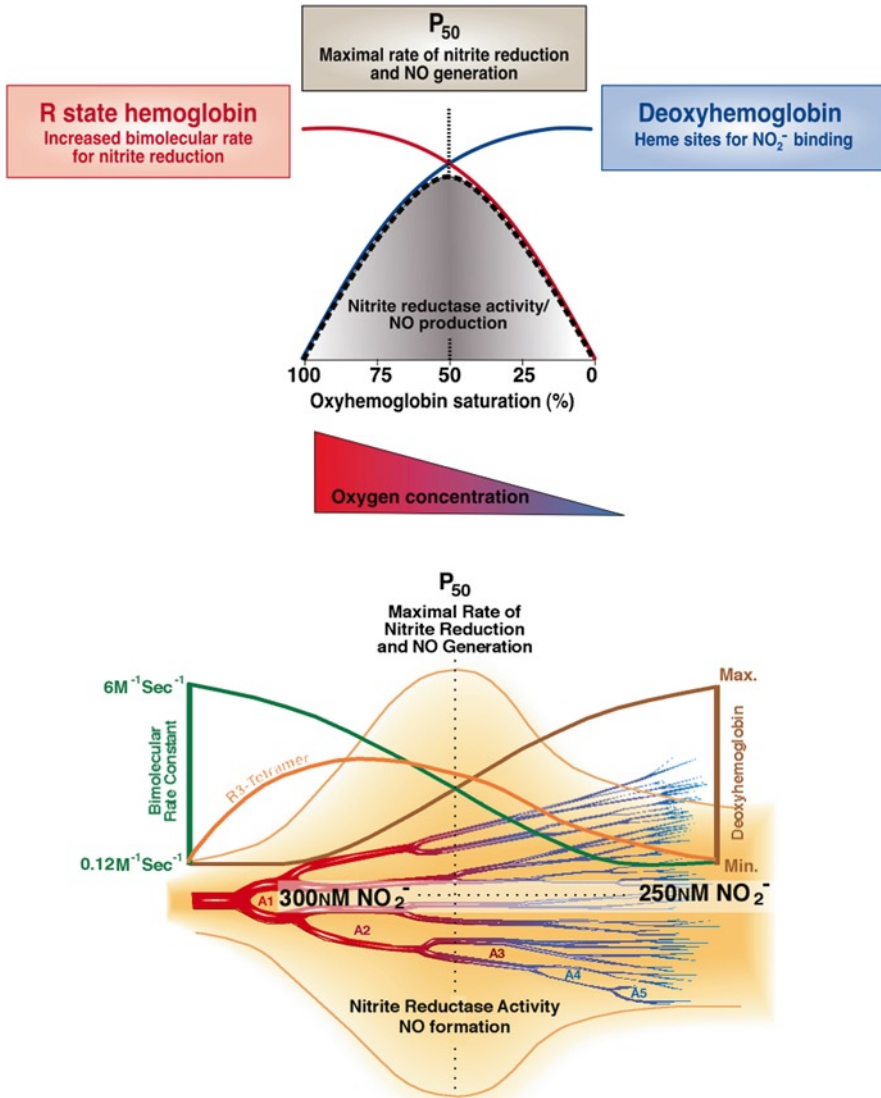 P50
Maximal rate of nitrite reduction
and NO generation
R state hemoglobin
Increased bimolecular rate
for nitrite reduction
Deoxyhemoglobin
Heme sites for NO2- binding
Nitrite reductase activity/
NO production
100 75 50 25 0
Oxyhemoglobin saturation (%)
Oxygen concentration
P50
Maximal Rate of
Nitrite Reduction
and NO Generation
6M-1Sec-1
Bimolecular
Rate Constant
0.12M-1Sec-1
R3-Tetramer
Max.
Deoxyhemoglobin
Min.
A1
300NM NO2-
250NM NO2-
A2
A3
A4
A5
Nitrite Reductase Activity
NO formation